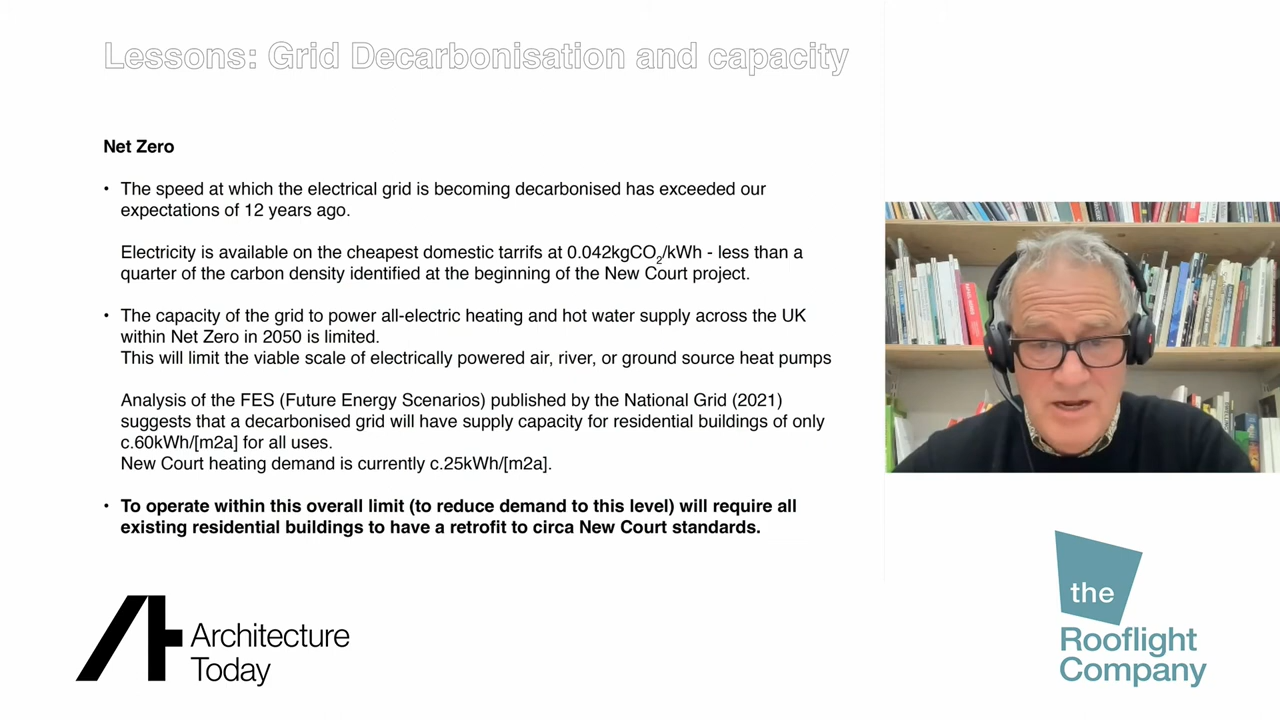 Lessons: Grid Decarbonisation and capacity
Net Zero
• The speed at which the electrical grid is becoming decarbonised has exceeded our
expectations of 12 years ago.
Electricity is available on the cheapest domestic tarrifs at 0.042kgCO₂/kWh - less than a
quarter of the carbon density identified at the beginning of the New Court project.
• The capacity of the grid to power all-electric heating and hot water supply across the UK
within Net Zero in 2050 is limited.
This will limit the viable scale of electrically powered air, river, or ground source heat pumps
Analysis of the FES (Future Energy Scenarios) published by the National Grid (2021)
suggests that a decarbonised grid will have supply capacity for residential buildings of only
c.60kWh/[m2a] for all uses.
New Court heating demand is currently c.25kWh/[m2a].
• To operate within this overall limit (to reduce demand to this level) will require all
existing residential buildings to have a retrofit to circa New Court standards.
Architecture
Today
the
Rooflight
Company